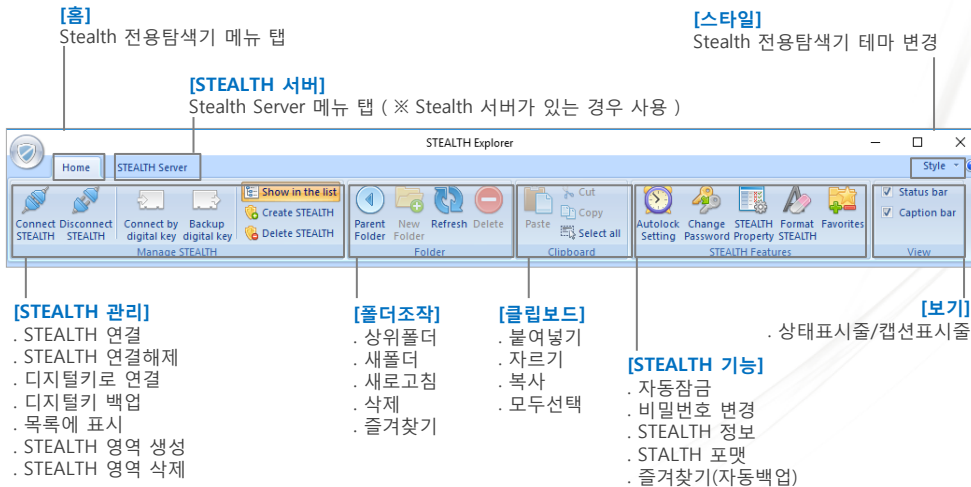 [홈]
Stealth 전용탐색기 메뉴 탭
[스타일]
Stealth 전용탐색기 테마 변경
[STEALTH 서버]
Stealth Server 메뉴 탭 ( ※ Stealth 서버가 있는 경우 사용 )
STEALTH Explorer
Home
STEALTH Server
Style
Connect STEALTH
Disconnect STEALTH
Connect by digital key
Backup digital key
Show in the list
Create STEALTH
Delete STEALTH
Manage STEALTH
Parent Folder
New Folder
Refresh
Delete
Folder
Paste
Cut
Copy
Select all
Clipboard
Autolock Setting
Change Password
STEALTH Property
Format STEALTH
Favorites
STEALTH Features
Status bar
Caption bar
View
[STEALTH 관리]
. STEALTH 연결
. STEALTH 연결해제
. 디지털키로 연결
. 디지털키 백업
. 목록에 표시
. STEALTH 영역 생성
. STEALTH 영역 삭제
[폴더조작]
. 상위폴더
. 새폴더
. 새로고침
. 삭제
. 즐겨찾기
[클립보드]
. 붙여넣기
. 자르기
. 복사
. 모두선택
[STEALTH 기능]
. 자동잠금
. 비밀번호 변경
. STEALTH 정보
. STALTH 포맷
. 즐겨찾기(자동백업)
[보기]
. 상태표시줄/캡션표시줄